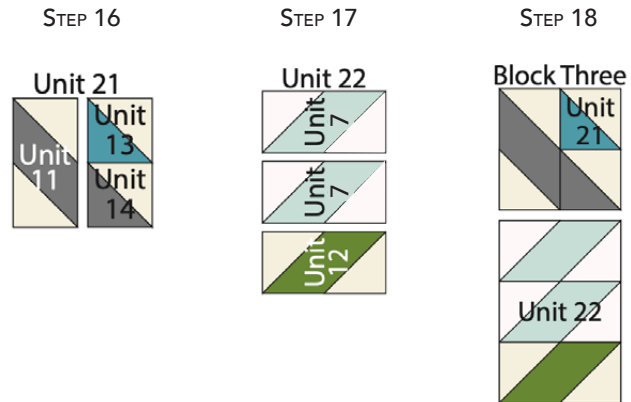 STEP 16
Unit 21
Unit
11
Unit
13
Unit
14
STEP 17
Unit 22
Unit
7
Unit
7
Unit
12
STEP 18
Block Three
Unit
21
Unit 22